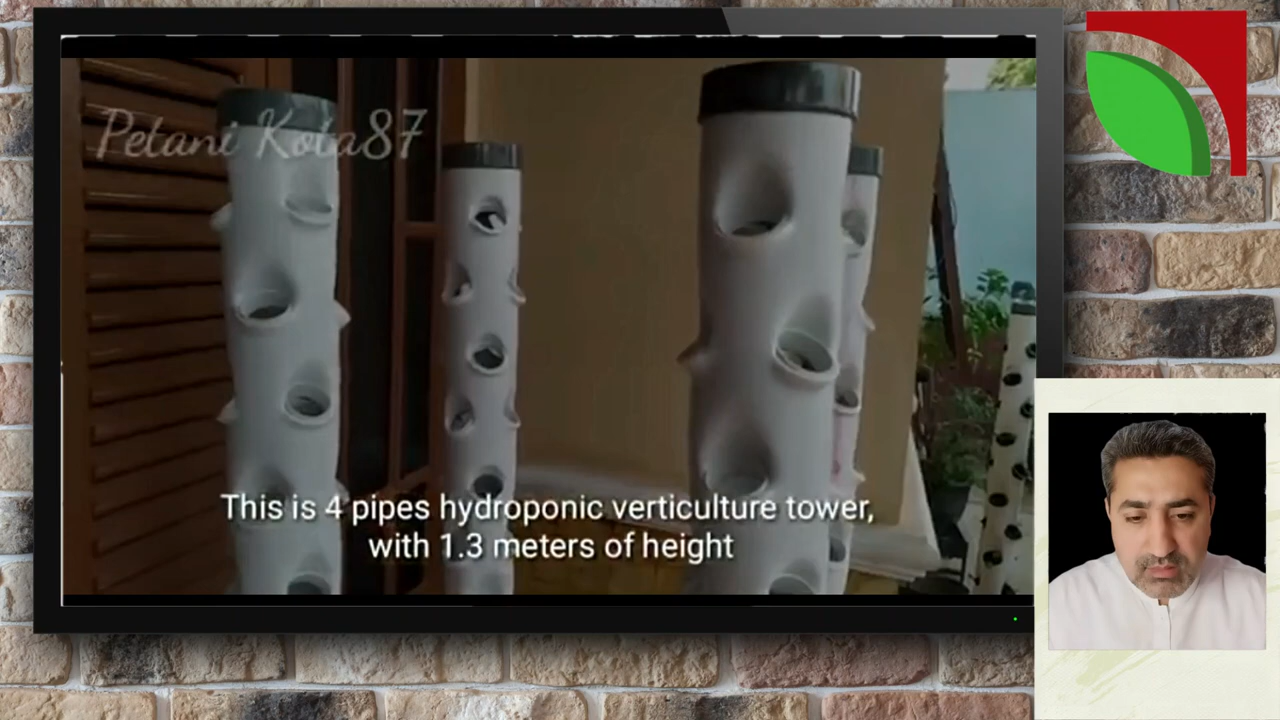 Petani Kota87
This is 4 pipes hydroponic verticulture tower,
with 1.3 meters of height